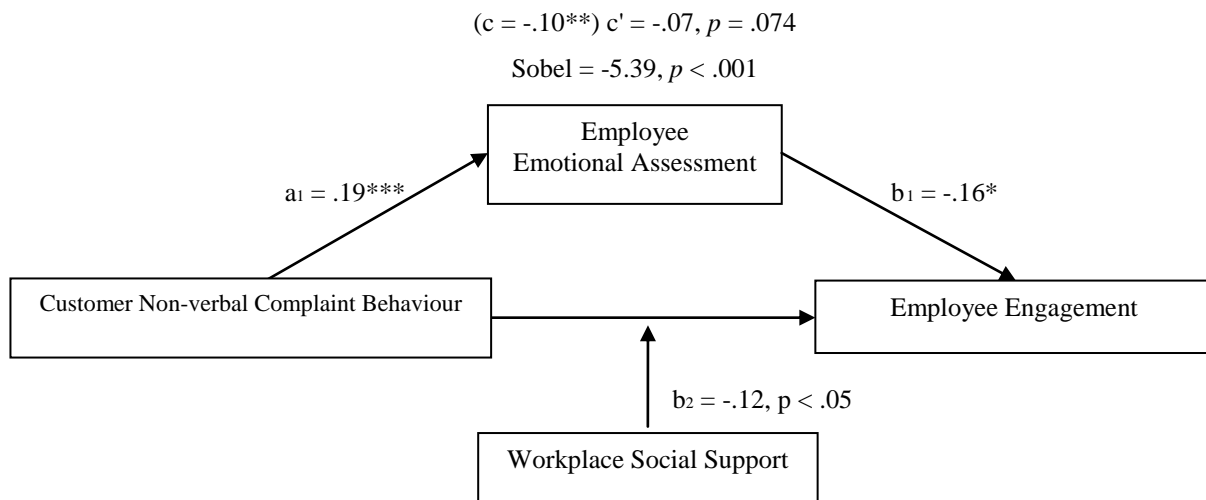 (c = -.10**) c' = -.07, p = .074
Sobel = -5.39, p < .001
Employee
Emotional Assessment
a1 = .19***
b1 = -.16*
Customer Non-verbal Complaint Behaviour
Employee Engagement
b2 = -.12, p < .05
Workplace Social Support